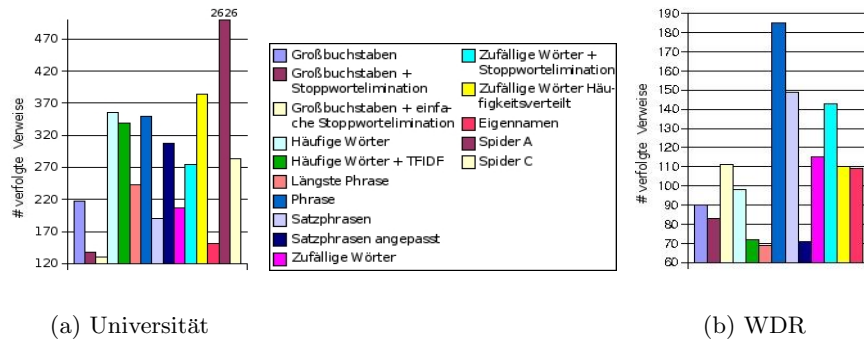 2626
470
420
370
320
270
220
170
120
# verfolgte Verweise
Großbuchstaben
Großbuchstaben +
Stoppwortelimination
Großbuchstaben + einfa-
che Stoppwortelimination
Häufige Wörter
Häufige Wörter + TFIDF
Längste Phrase
Phrase
Satzphrasen
Satzphrasen angepasst
Zufällige Wörter
Zufällige Wörter +
Stoppwortelimination
Zufällige Wörter Häu-
figkeitsverteilt
Eigennamen
Spider A
Spider C
190
180
170
160
150
140
130
120
110
100
90
80
70
60
# verfolgte Verweise
(a) Universität
(b) WDR